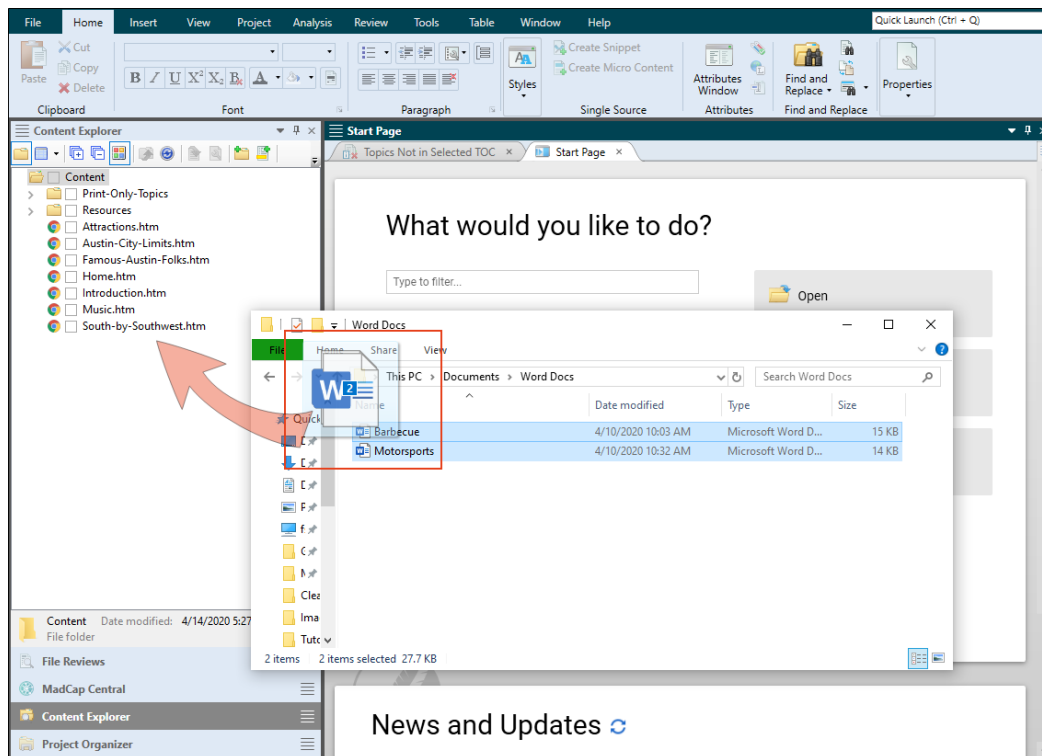 File Home Insert View Project Analysis Review Tools Table Window Help Quick Launch (Ctrl + Q)
Cut
Copy
Delete
Paste
Clipboard
B I U X² X₂ B A
Font
Paragraph
Styles
Create Snippet
Create Micro Content
Single Source
Attributes
Window
Attributes
Find and
Replace
Find and Replace
Properties
Content Explorer
Start Page
Topics Not in Selected TOC
Start Page
Content
Print-Only-Topics
Resources
Attractions.htm
Austin-City-Limits.htm
Famous-Austin-Folks.htm
Home.htm
Introduction.htm
Music.htm
South-by-Southwest.htm
What would you like to do?
Type to filter...
Open
Word Docs
File Home Share View
This PC > Documents > Word Docs
Search Word Docs
Name Date modified Type Size
W 2
Quick
Barbecue 4/10/2020 10:03 AM Microsoft Word D... 15 KB
Motorsports 4/10/2020 10:32 AM Microsoft Word D... 14 KB
Clea
Ima
Tuto
2 items 2 items selected 27.7 KB
Content Date modified: 4/14/2020 5:27
File folder
File Reviews
MadCap Central
Content Explorer
Project Organizer
News and Updates